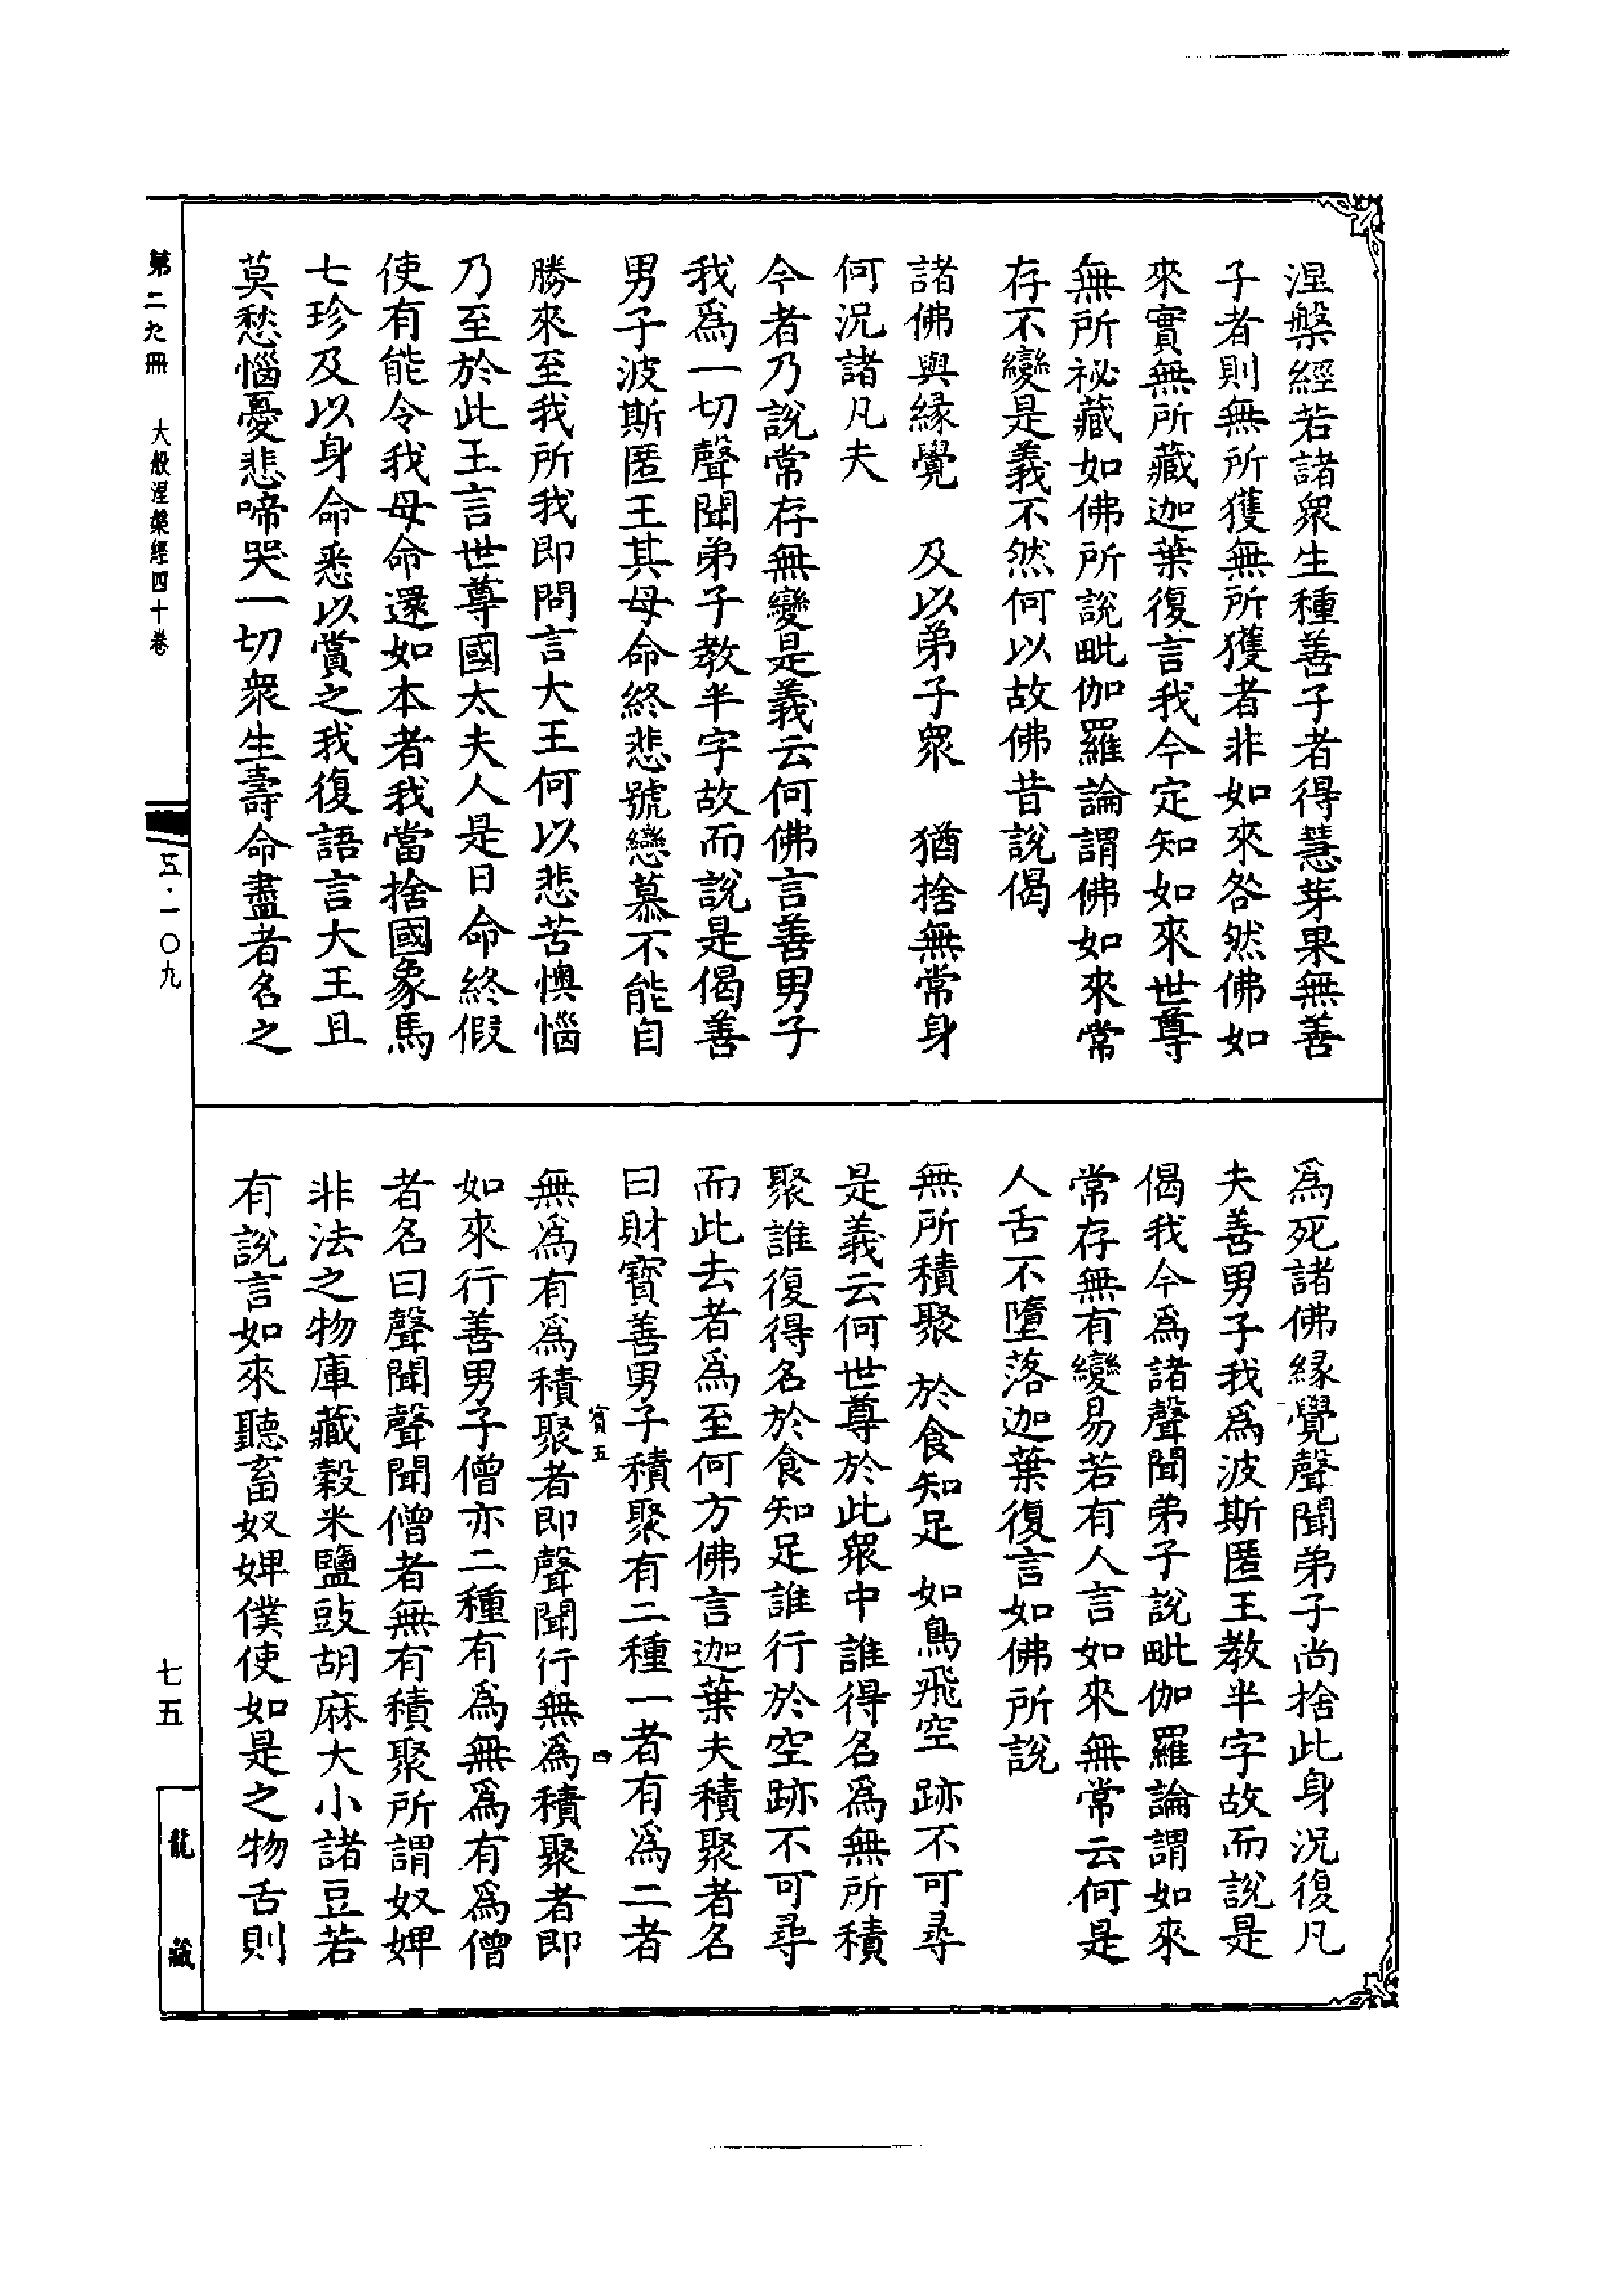 涅槃經若諸衆生種善子者得慧芽果無善
子者則無所獲無所獲者非如來咎然佛如
來實無所藏迦葉復言我今定知如來世尊
無所祕藏如佛所說毗伽羅論謂佛如來常
存不變是義不然何以故佛昔說偈
諸佛與緣覺　及以弟子衆　猶捨無常身
何況諸凡夫
今者乃說常存無變是義云何佛言善男子
我爲一切聲聞弟子教半字故而說是偈善
男子波斯匿王其母命終悲號戀慕不能自
勝來至我所我即問言大王何以悲苦懊惱
乃至於此王言世尊國太夫人是日命終假
使有能令我母命還如本者我當捨國象馬
七珍及以身命悉以賞之我復語言大王且
莫愁惱憂悲啼哭一切衆生壽命盡者名之
爲死諸佛緣覺聲聞弟子尚捨此身況復凡
夫善男子我爲波斯匿王教半字故而說是
偈我今爲諸聲聞弟子說毗伽羅論謂如來
常存無有變易若有人言如來無常云何是
人舌不墮落迦葉復言如佛所說
無所積聚　於食知足　如鳥飛空　跡不可尋
是義云何世尊於此衆中誰得名爲無所積
聚誰復得名於食知足誰行於空跡不可尋
而此去者爲至何方佛言迦葉夫積聚者名
曰財寶善男子積聚有二種一者有爲二者
賓五
四
無爲有爲積聚者即聲聞行無爲積聚者即
如來行善男子僧亦二種有爲無爲有爲僧
者名曰聲聞聲聞僧者無有積聚所謂奴婢
非法之物庫藏穀米鹽豉胡麻大小諸豆若
有說言如來聽畜奴婢僕使如是之物舌則
第二九冊　大般涅槃經四十卷
五·一〇九
七五
龍藏